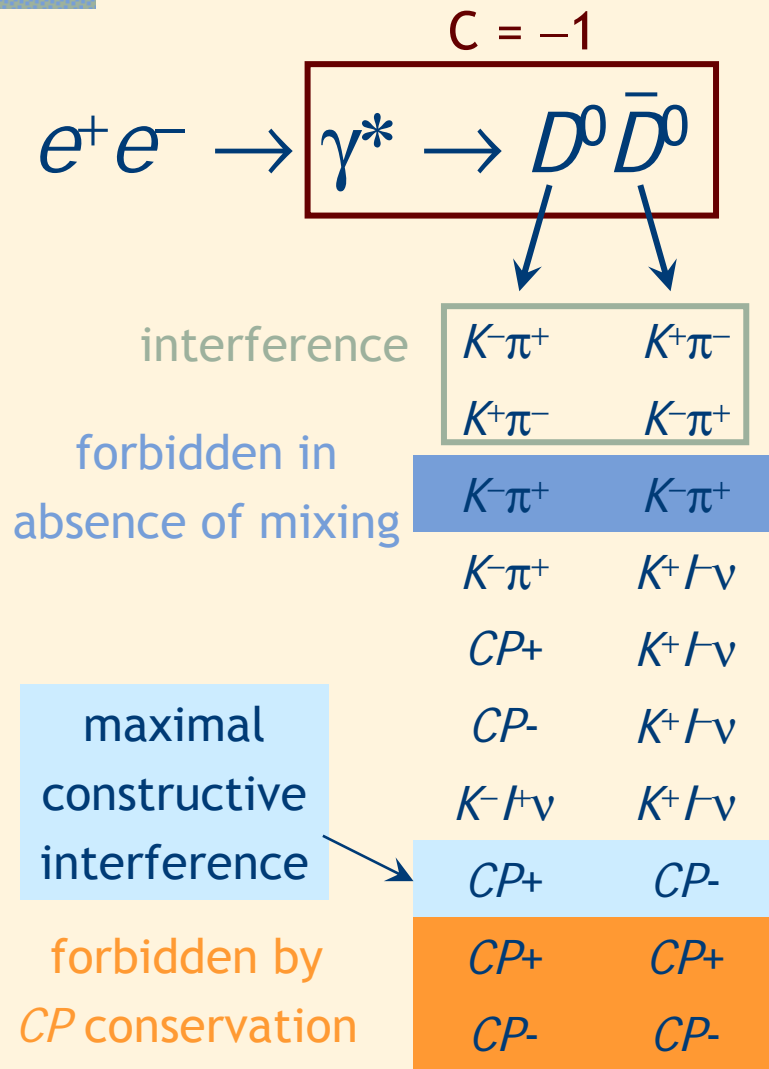 C = −1
e⁺e⁻ → γ* → D⁰ D̄⁰
interference
K⁻π⁺ K⁺π⁻
K⁺π⁻ K⁻π⁺
forbidden in
absence of mixing
K⁻π⁺ K⁻π⁺
K⁻π⁺ K⁺l⁻ν
CP+ K⁺l⁻ν
CP- K⁺l⁻ν
K⁻l⁺ν K⁺l⁻ν
maximal
constructive
interference
CP+ CP-
forbidden by
CP conservation
CP+ CP+
CP- CP-